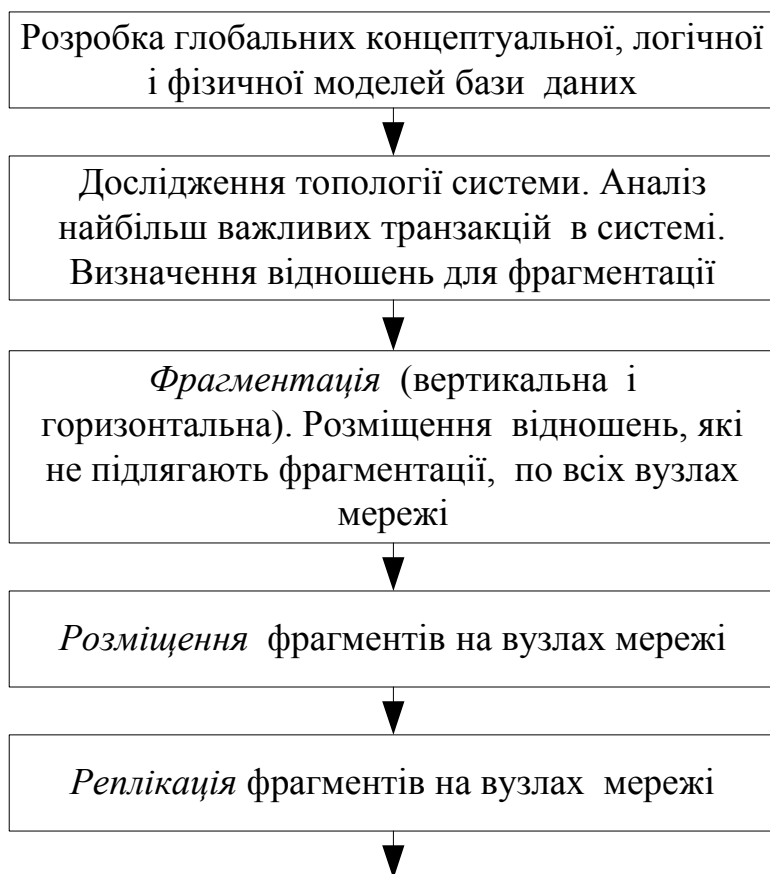 Розробка глобальних концептуальної, логічної
і фізичної моделей бази даних
Дослідження топології системи. Аналіз
найбільш важливих транзакцій в системі.
Визначення відношень для фрагментації
Фрагментація (вертикальна і
горизонтальна). Розміщення відношень, які
не підлягають фрагментації, по всіх вузлах
мережі
Розміщення фрагментів на вузлах мережі
Реплікація фрагментів на вузлах мережі